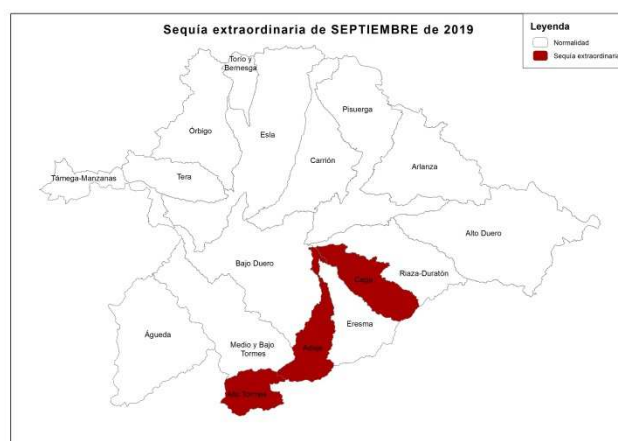 Sequía extraordinaria de SEPTIEMBRE de 2019
Leyenda
Normalidad
Sequía extraordinaria
Torío y
Bernesga
Pisuerga
Órbigo
Esla
Carrión
Arlanza
Támega-Manzanas
Tera
Alto Duero
Bajo Duero
Riaza-Duratón
Cega
Eresma
Águeda
Medio y Bajo
Tormes
Adaja
Alto Tormes